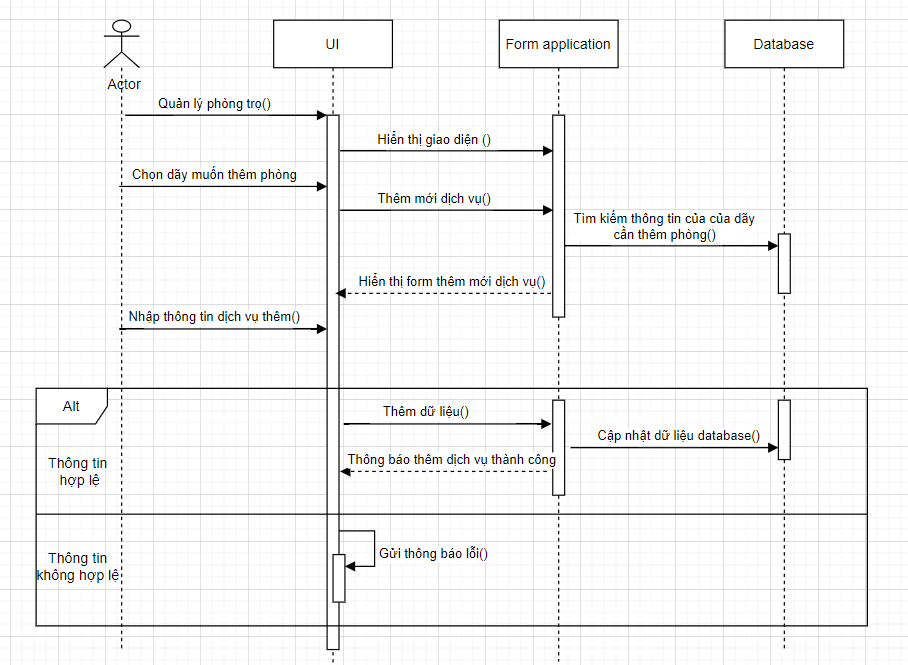 UI
Form application
Database
Actor
Quản lý phòng trọ()
Hiển thị giao diện ()
Chọn dãy muốn thêm phòng
Thêm mới dịch vụ()
Tìm kiếm thông tin của của dãy
cần thêm phòng()
Hiển thị form thêm mới dịch vụ()
Nhập thông tin dịch vụ thêm()
Alt
Thêm dữ liệu()
Cập nhật dữ liệu database()
Thông báo thêm dịch vụ thành công
Thông tin
hợp lệ
Gửi thông báo lỗi()
Thông tin
không hợp lệ